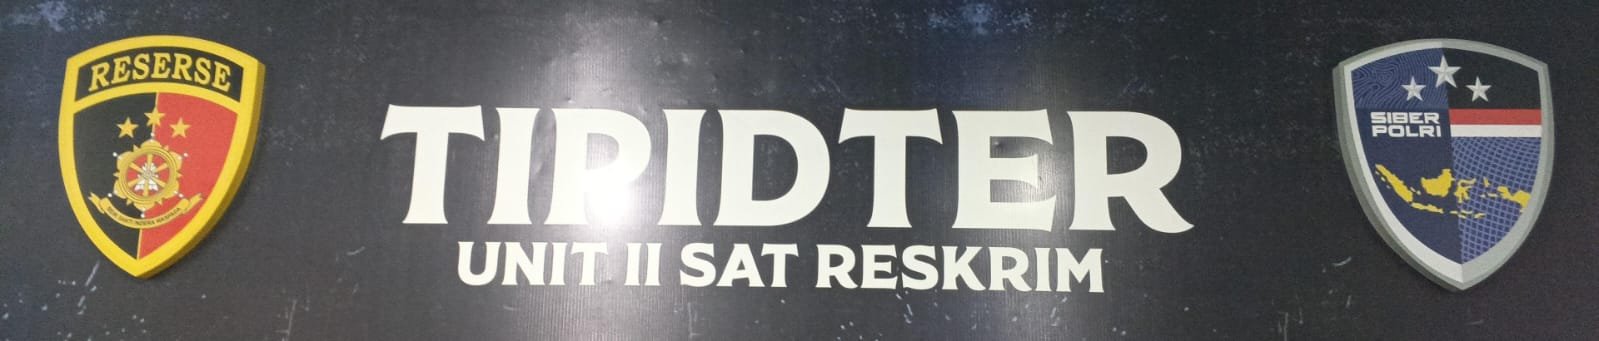 RESERSE
TIPIDTER
UNIT II SAT RESKRIM
SIBER
POLRI